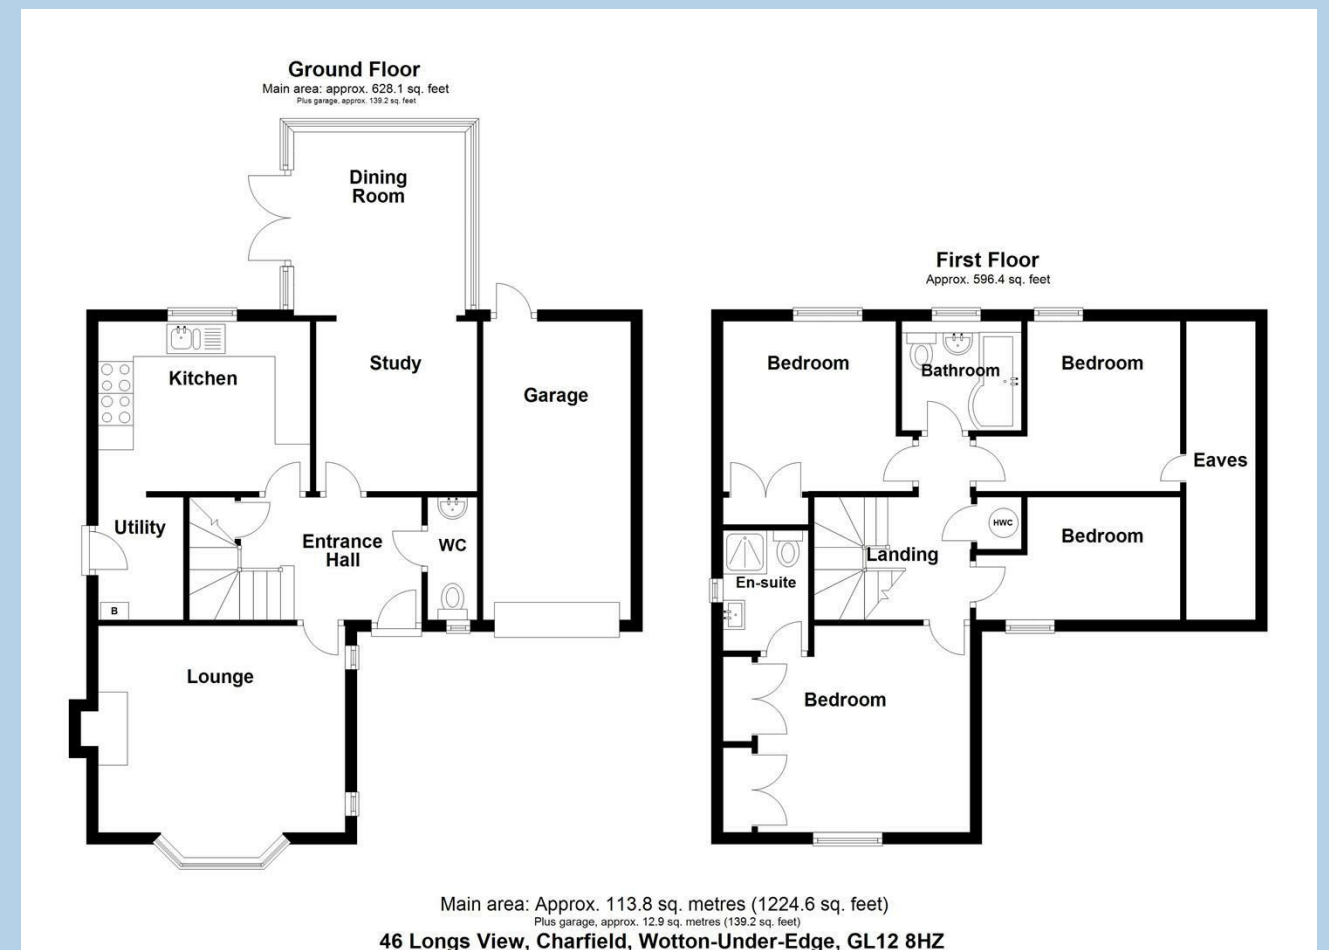 Ground Floor
Main area: approx. 628.1 sq. feet
Plus garage, approx. 139.2 sq. feet
Dining
Room
Study
Kitchen
Garage
Utility
Entrance
Hall
WC
B
Lounge
First Floor
Approx. 596.4 sq. feet
Bedroom
Bathroom
Bedroom
Eaves
HWC
Bedroom
Landing
En-suite
Bedroom
Main area: Approx. 113.8 sq. metres (1224.6 sq. feet)
Plus garage, approx. 12.9 sq. metres (139.2 sq. feet)
46 Longs View, Charfield, Wotton-Under-Edge, GL12 8HZ